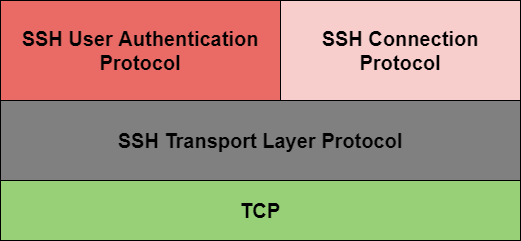 SSH User Authentication
Protocol
SSH Connection
Protocol
SSH Transport Layer Protocol
TCP